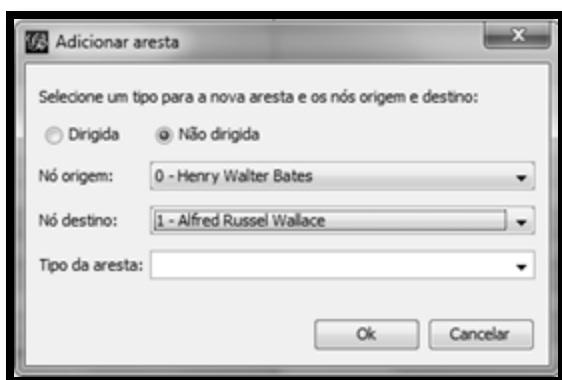 Adicionar aresta
Selecione um tipo para a nova aresta e os nós origem e destino:
Dirigida Não dirigida
Nó origem: 0 - Henry Walter Bates
Nó destino: 1 - Alfred Russel Wallace
Tipo da aresta:
Ok Cancelar